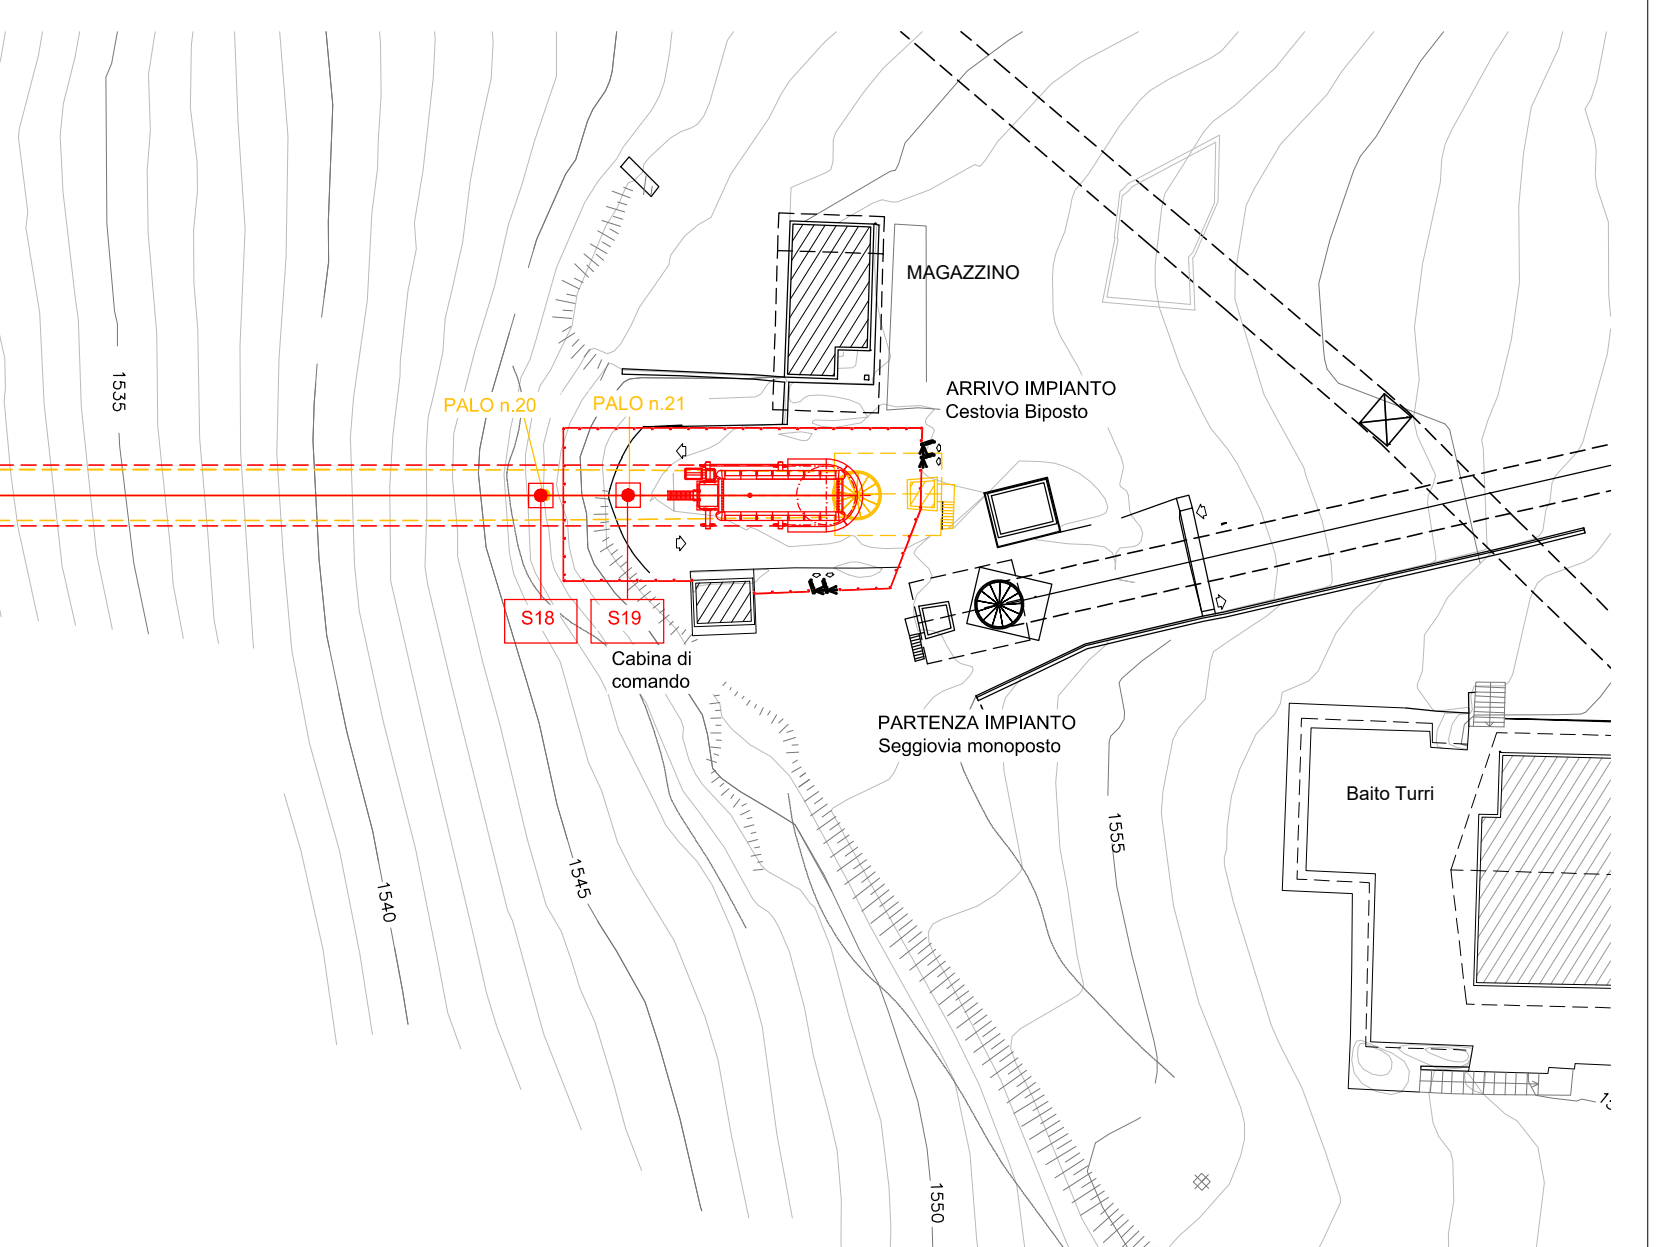 MAGAZZINO
1535
ARRIVO IMPIANTO
Cestovia Biposto
PALO n.20
PALO n.21
S18
S19
Cabina di
comando
PARTENZA IMPIANTO
Seggiovia monoposto
Baito Turri
1555
1545
1540
1550